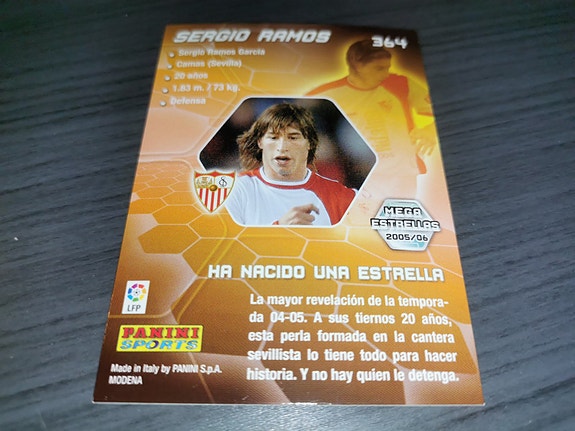 SERGIO RAMOS
364
Sergio Ramos García
Camas (Sevilla)
20 años
1.83 m. / 73 kg.
Defensa
MEGA
ESTRELLAS
2005/06
HA NACIDO UNA ESTRELLA
La mayor revelación de la tempora-
da 04-05. A sus tiernos 20 años,
esta perla formada en la cantera
sevillista lo tiene todo para hacer
historia. Y no hay quien le detenga.
LFP
PANINI
SPORTS
Made in Italy by PANINI S.p.A.
MODENA